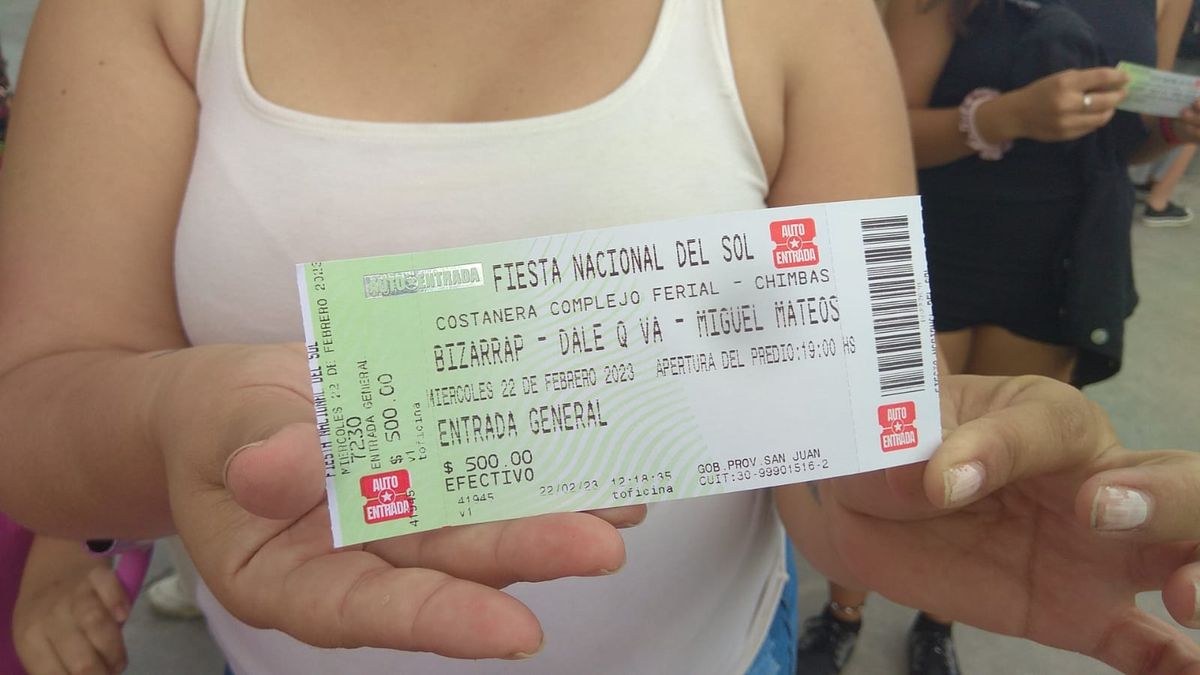 FIESTA NACIONAL DEL SOL
MIERCOLES 22 DE FEBRERO 2023
7230
ENTRADA GENERAL
$ 500.00
v1
toficina
AUTO
ENTRADA
41945
AUTOENTRADA
FIESTA NACIONAL DEL SOL
AUTO
ENTRADA
COSTANERA COMPLEJO FERIAL - CHIMBAS
BIZARRAP - DALE Q VA - MIGUEL MATEOS
MIERCOLES 22 DE FEBRERO 2023 APERTURA DEL PREDIO:19:00 HS
ENTRADA GENERAL
$ 500.00
EFECTIVO
41945
v1
22/02/23 12:18:35
toficina
GOB.PROV.SAN JUAN
CUIT:30-99901516-2
AUTO
ENTRADA